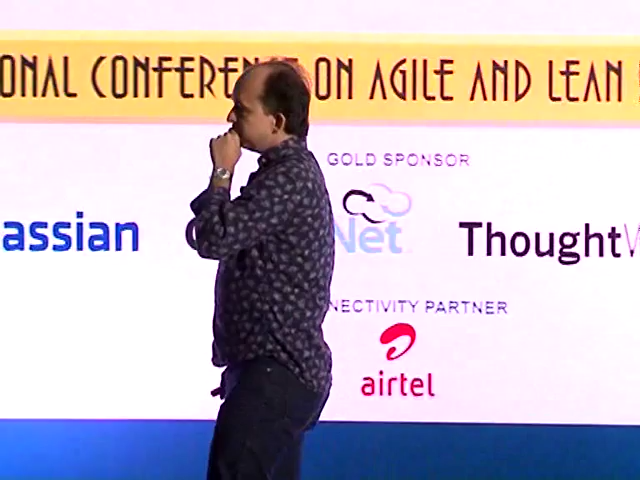 ONAL CONFERE ON AGILE AND LEAN
GOLD SPONSOR
assian Net ThoughtW
NECTIVITY PARTNER
airtel